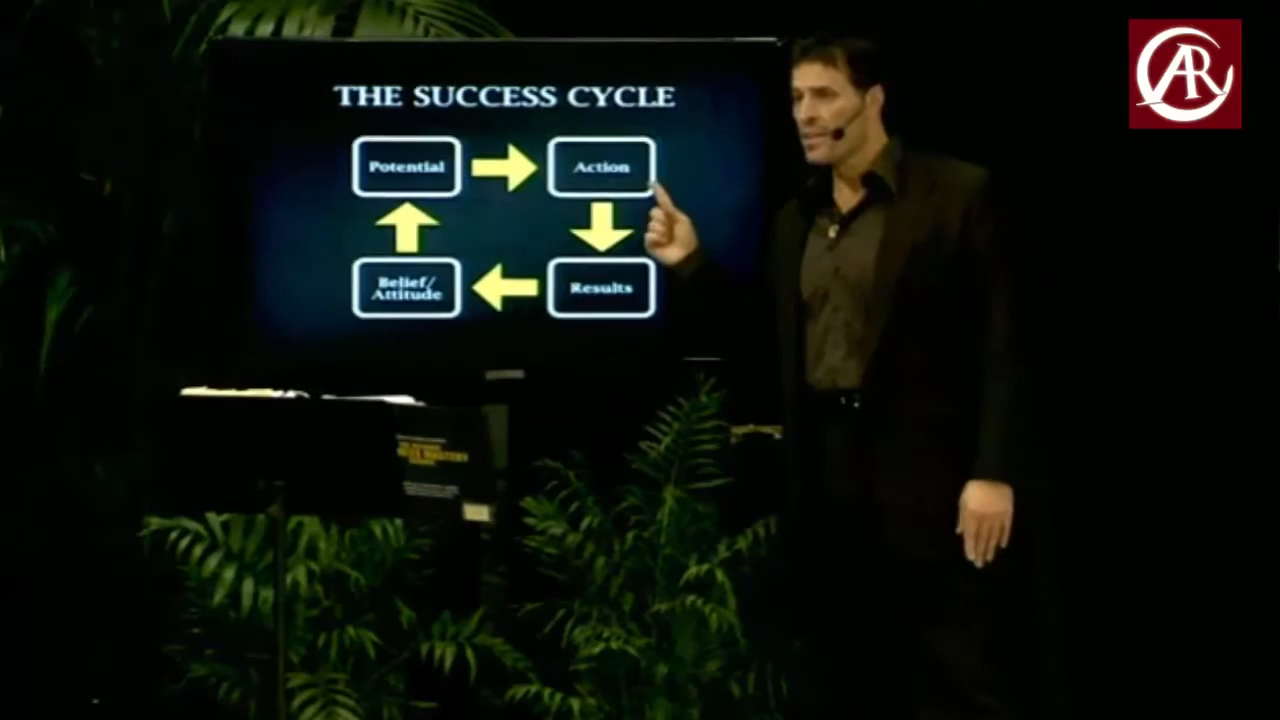 THE SUCCESS CYCLE
Potential
Action
Belief/
Attitude
Results